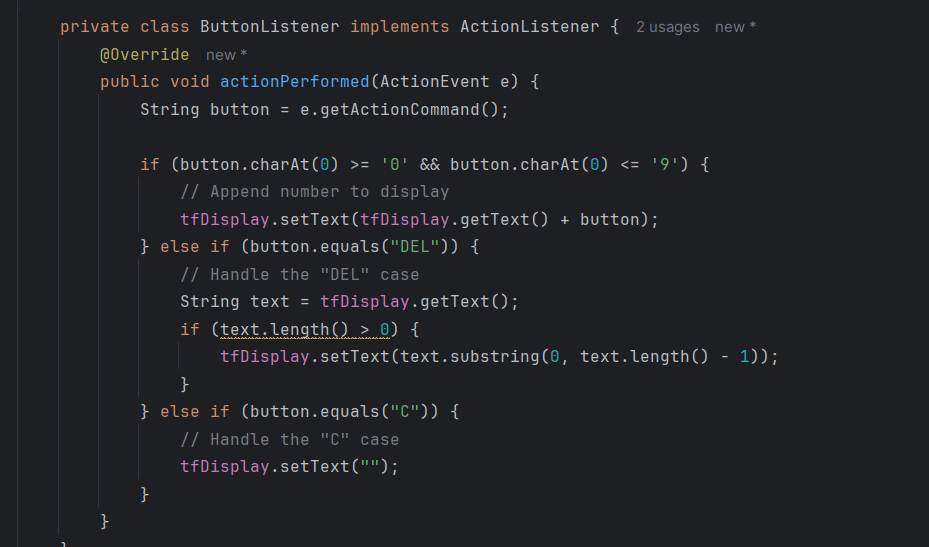 private class ButtonListener implements ActionListener { 2 usages new *
@Override new *
public void actionPerformed(ActionEvent e) {
String button = e.getActionCommand();
if (button.charAt(0) >= '0' && button.charAt(0) <= '9') {
// Append number to display
tfDisplay.setText(tfDisplay.getText() + button);
} else if (button.equals("DEL")) {
// Handle the "DEL" case
String text = tfDisplay.getText();
if (text.length() > 0) {
tfDisplay.setText(text.substring(0, text.length() - 1));
}
} else if (button.equals("C")) {
// Handle the "C" case
tfDisplay.setText("");
}
}
}